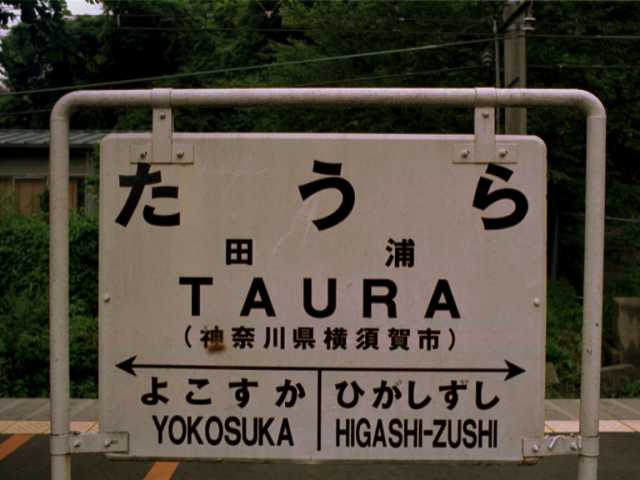 たうら
田浦
TAURA
(神奈川県横須賀市)
よこすか ひがしずし
YOKOSUKA HIGASHI-ZUSHI